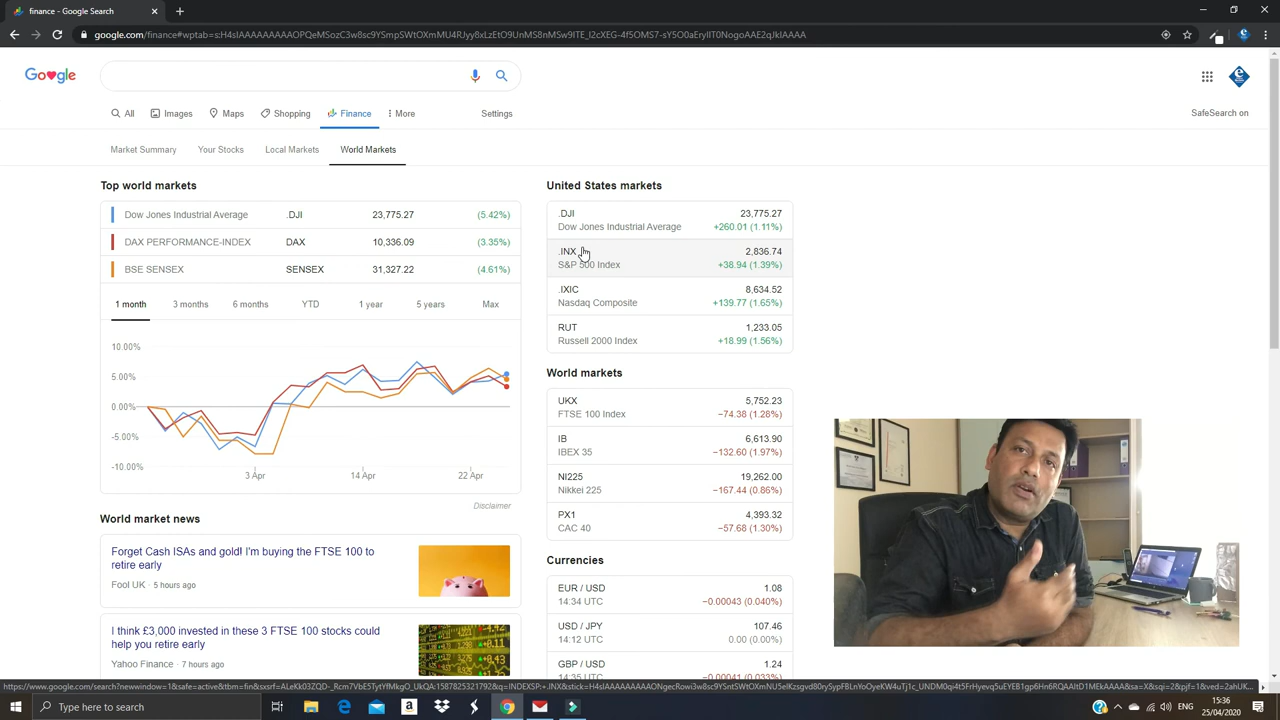 finance - Google Search
google.com/finance#wptab=s:H4sIAAAAAAAAAOPQeMSozC3w8sc9YSmpSWtOXmMU4RJyy8xLzEtO9UnMS8nMSw9ITE_I2cXEG-4f5OMS7-sY5O0aEryIIT0NogoAAE2qJkIAAAA
Google
All Images Maps Shopping Finance More Settings SafeSearch on
Market Summary Your Stocks Local Markets World Markets
Top world markets
Dow Jones Industrial Average .DJI 23,775.27 (5.42%)
DAX PERFORMANCE-INDEX DAX 10,336.09 (3.35%)
BSE SENSEX SENSEX 31,327.22 (4.61%)
1 month 3 months 6 months YTD 1 year 5 years Max
10.00%
5.00%
0.00%
-5.00%
-10.00%
3 Apr 14 Apr 22 Apr
Disclaimer
World market news
Forget Cash ISAs and gold! I'm buying the FTSE 100 to
retire early
Fool UK · 5 hours ago
I think £3,000 invested in these 3 FTSE 100 stocks could
help you retire early
Yahoo Finance · 7 hours ago
United States markets
.DJI 23,775.27
Dow Jones Industrial Average +260.01 (1.11%)
.INX 2,836.74
S&P 500 Index +38.94 (1.39%)
.IXIC 8,634.52
Nasdaq Composite +139.77 (1.65%)
RUT 1,233.05
Russell 2000 Index +18.99 (1.56%)
World markets
UKX 5,752.23
FTSE 100 Index −74.38 (1.28%)
IB 6,613.90
IBEX 35 −132.60 (1.97%)
NI225 19,262.00
Nikkei 225 −167.44 (0.86%)
PX1 4,393.32
CAC 40 −57.68 (1.30%)
Currencies
EUR / USD 1.08
14:34 UTC −0.00043 (0.040%)
USD / JPY 107.46
14:12 UTC 0.00 (0.00%)
GBP / USD 1.24
14:35 UTC −0.00041 (0.033%)
Type here to search
ENG
15:36
25/04/2020